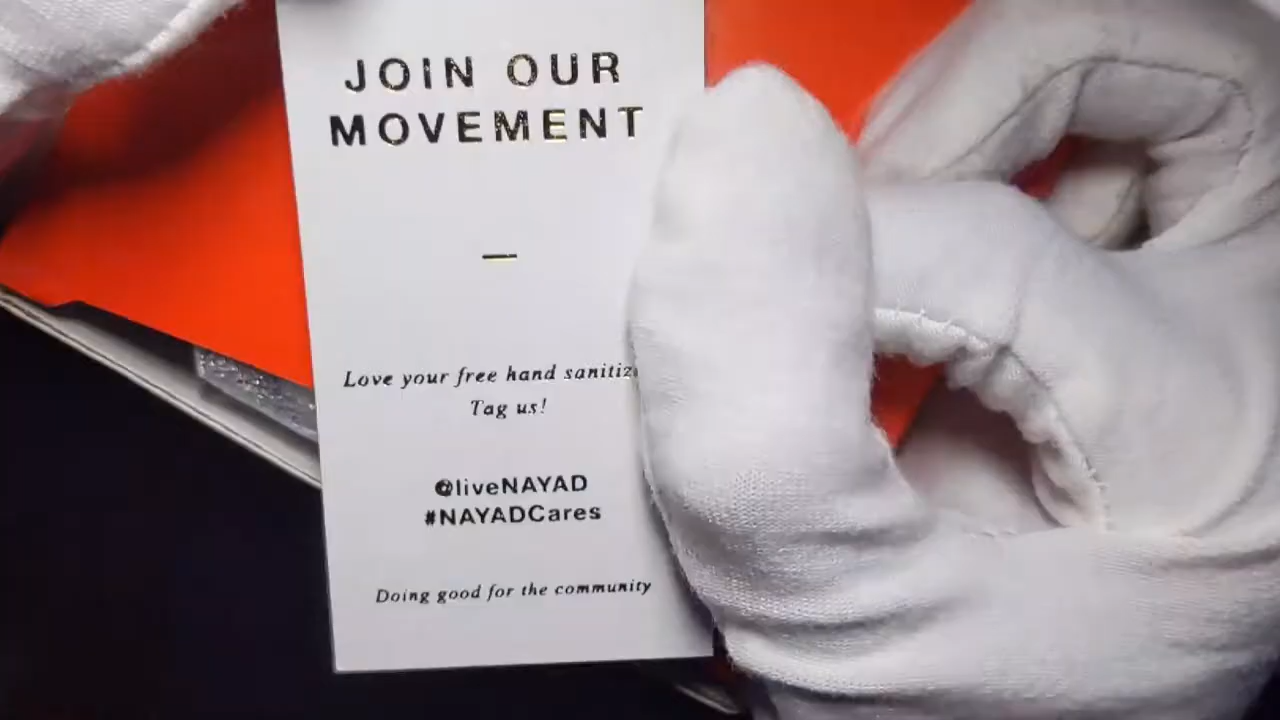 JOIN OUR
MOVEMENT
Love your free hand
Tag us!
@liveNAYAD
#NAYADCares
Doing good for the community